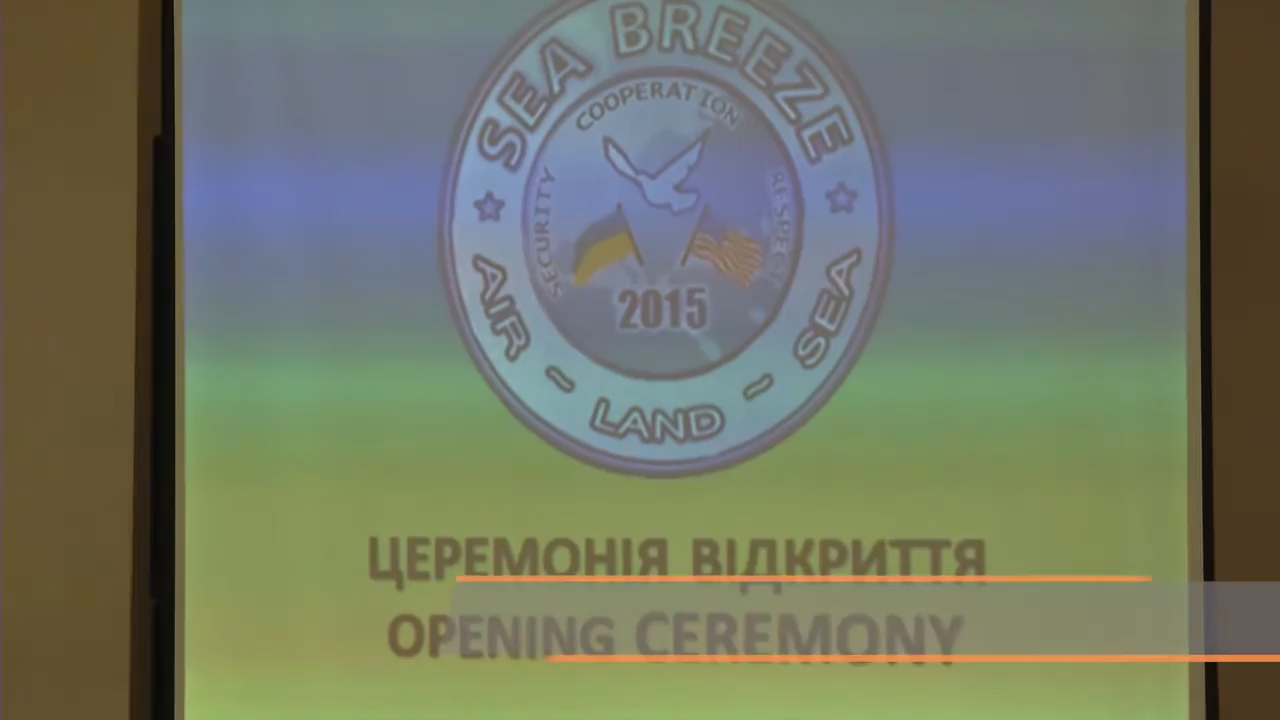 SEA BREEZE
COOPERATION
SECURITY
RESPECT
2015
AIR ~ LAND ~ SEA
ЦЕРЕМОНІЯ ВІДКРИТТЯ
OPENING CEREMONY